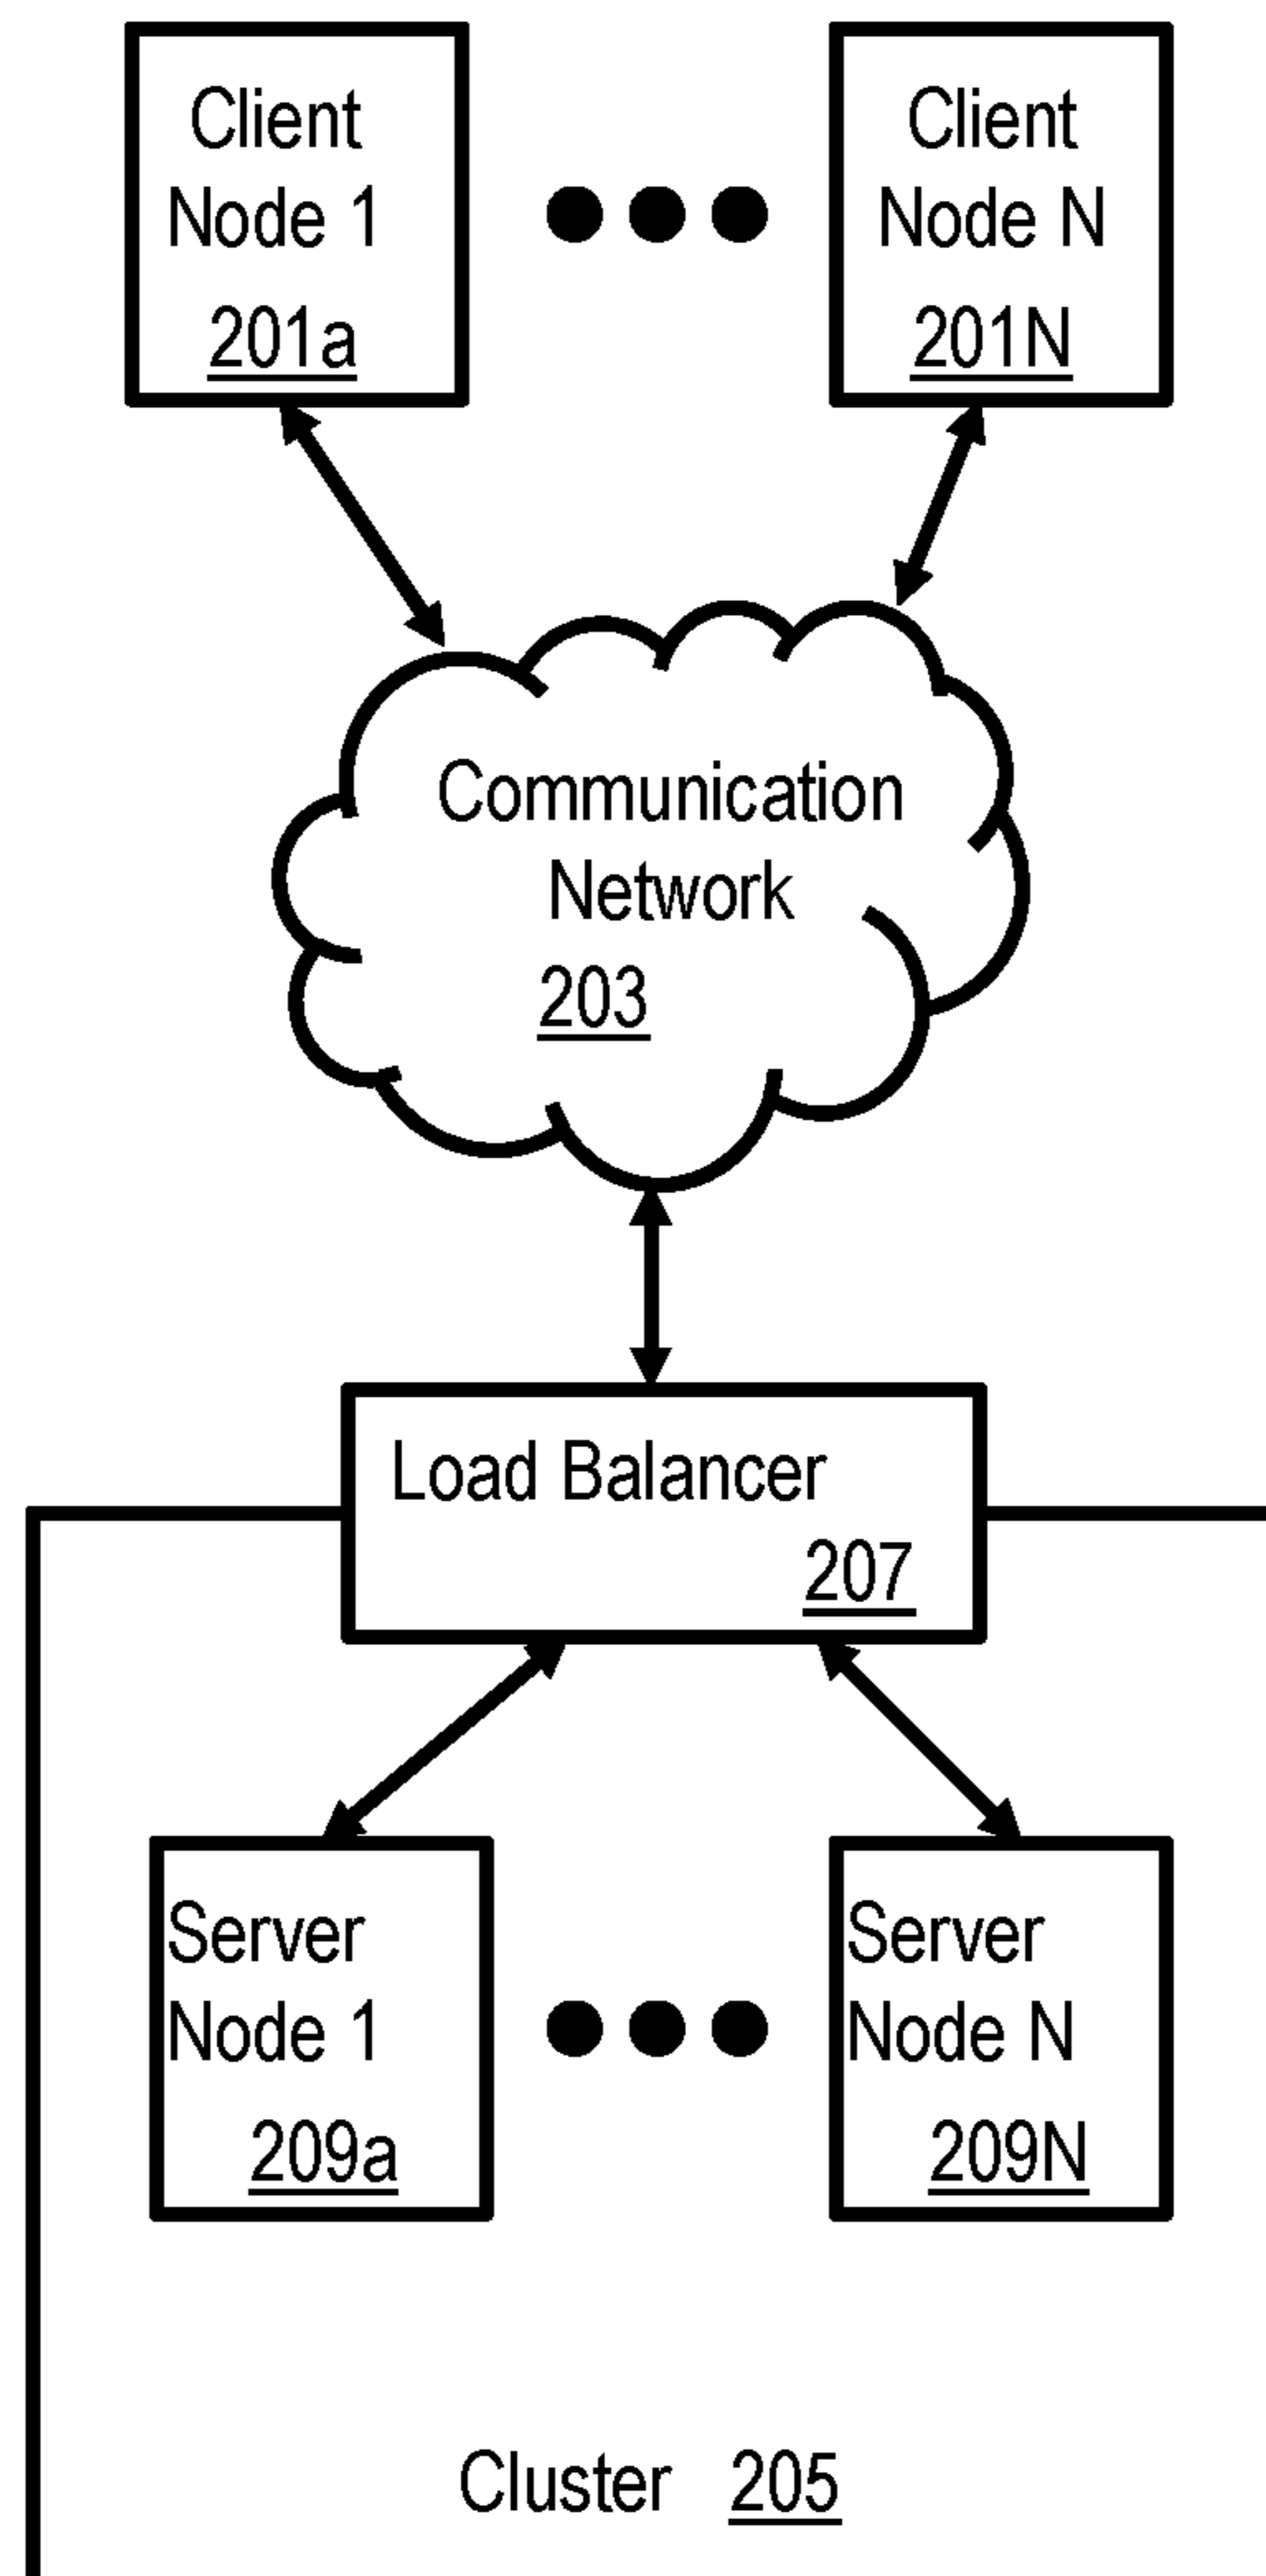 Client
Node 1
201a
Client
Node N
201N
Communication
Network
203
Load Balancer
207
Server
Node 1
209a
Server
Node N
209N
Cluster 205